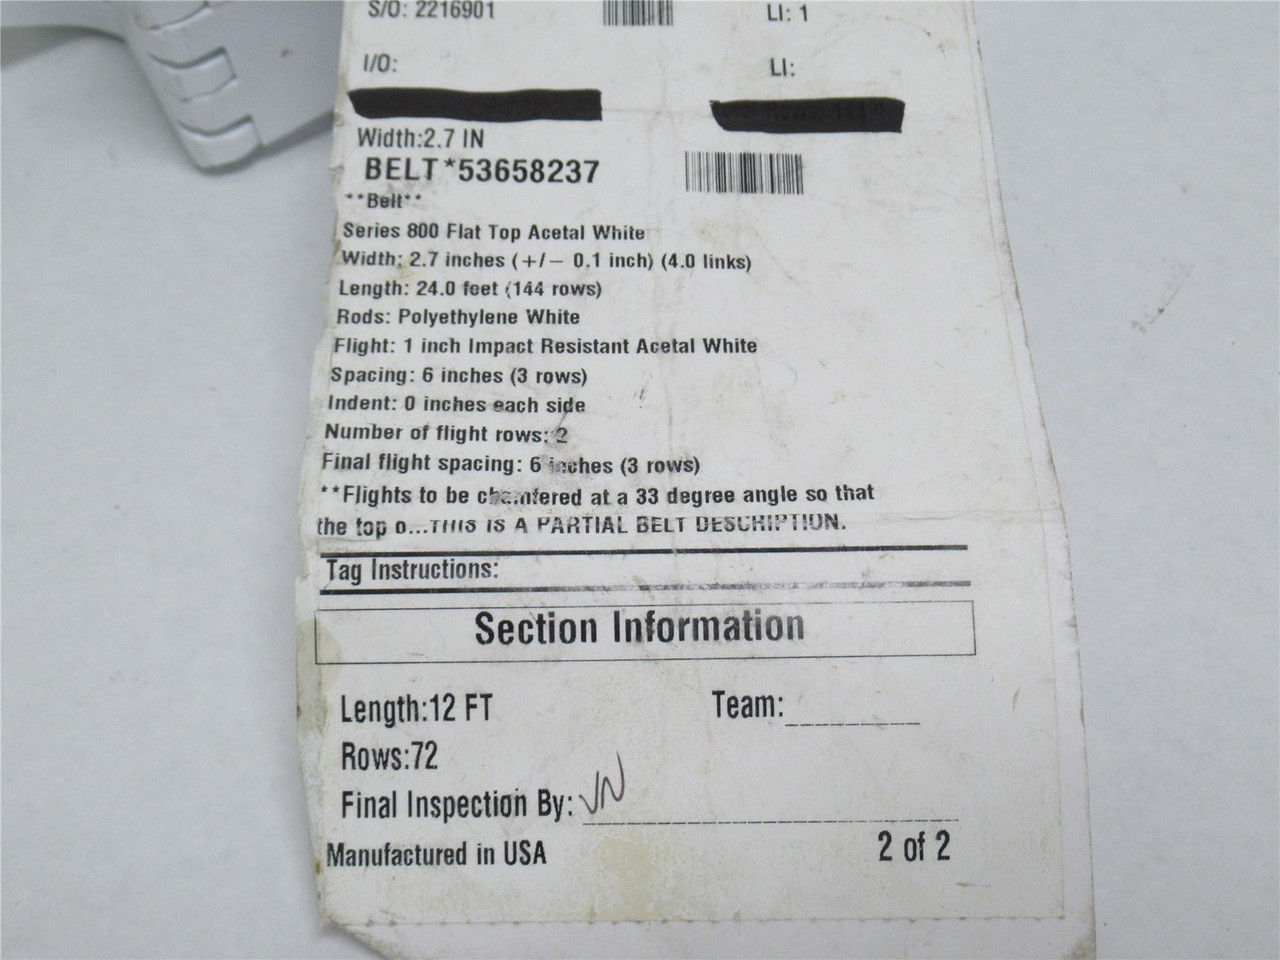 S/O: 2216901 LI: 1
I/O: LI:
Width:2.7 IN
BELT*53658237
**Belt**
Series 800 Flat Top Acetal White
Width: 2.7 inches (+/- 0.1 inch) (4.0 links)
Length: 24.0 feet (144 rows)
Rods: Polyethylene White
Flight: 1 inch Impact Resistant Acetal White
Spacing: 6 inches (3 rows)
Indent: 0 inches each side
Number of flight rows: 2
Final flight spacing: 6 inches (3 rows)
**Flights to be chamfered at a 33 degree angle so that
the top o...THIS IS A PARTIAL BELT DESCRIPTION.
Tag Instructions:
Section Information
Length:12 FT Team:
Rows:72
Final Inspection By: VN
Manufactured in USA 2 of 2